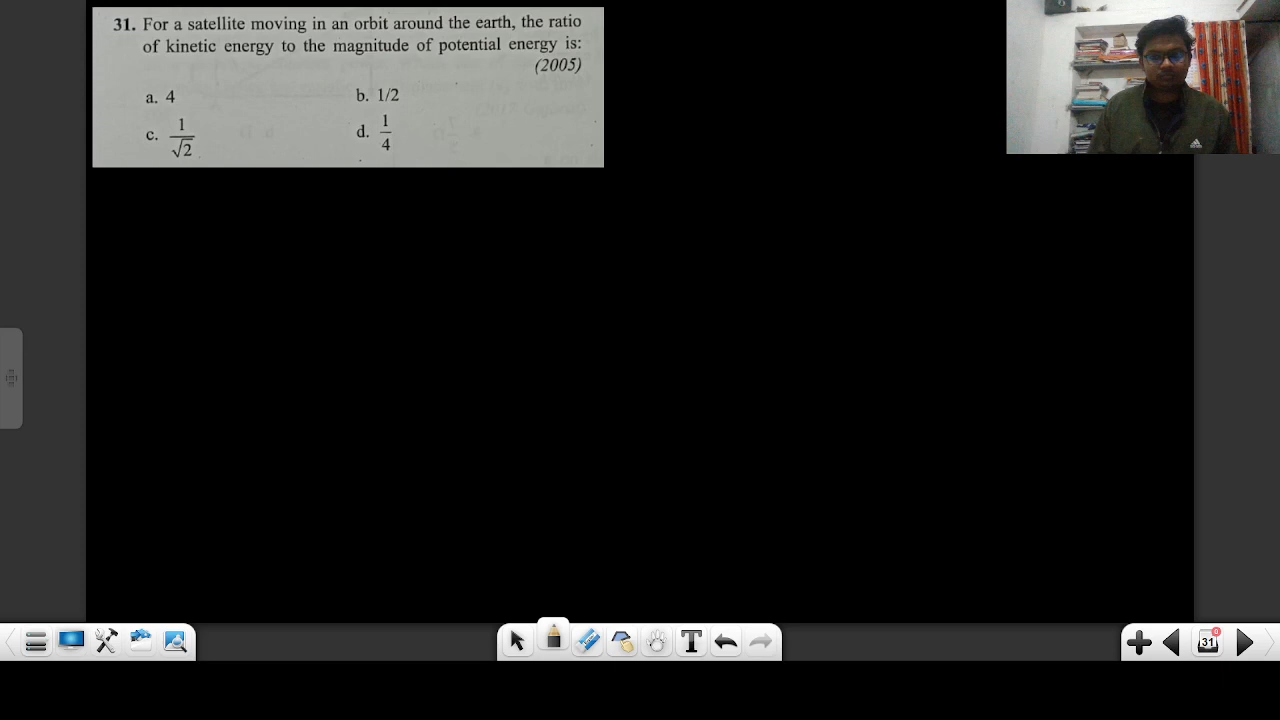 31. For a satellite moving in an orbit around the earth, the ratio
of kinetic energy to the magnitude of potential energy is:
(2005)
a. 4 b. 1/2
c. 1/√2 d. 1/4
T
31